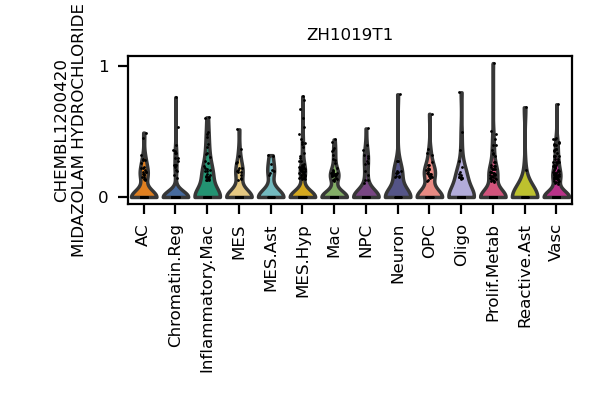 ZH1019T1
CHEMBL1200420
MIDAZOLAM HYDROCHLORIDE
1
0
AC
Chromatin.Reg
Inflammatory.Mac
MES
MES.Ast
MES.Hyp
Mac
NPC
Neuron
OPC
Oligo
Prolif.Metab
Reactive.Ast
Vasc